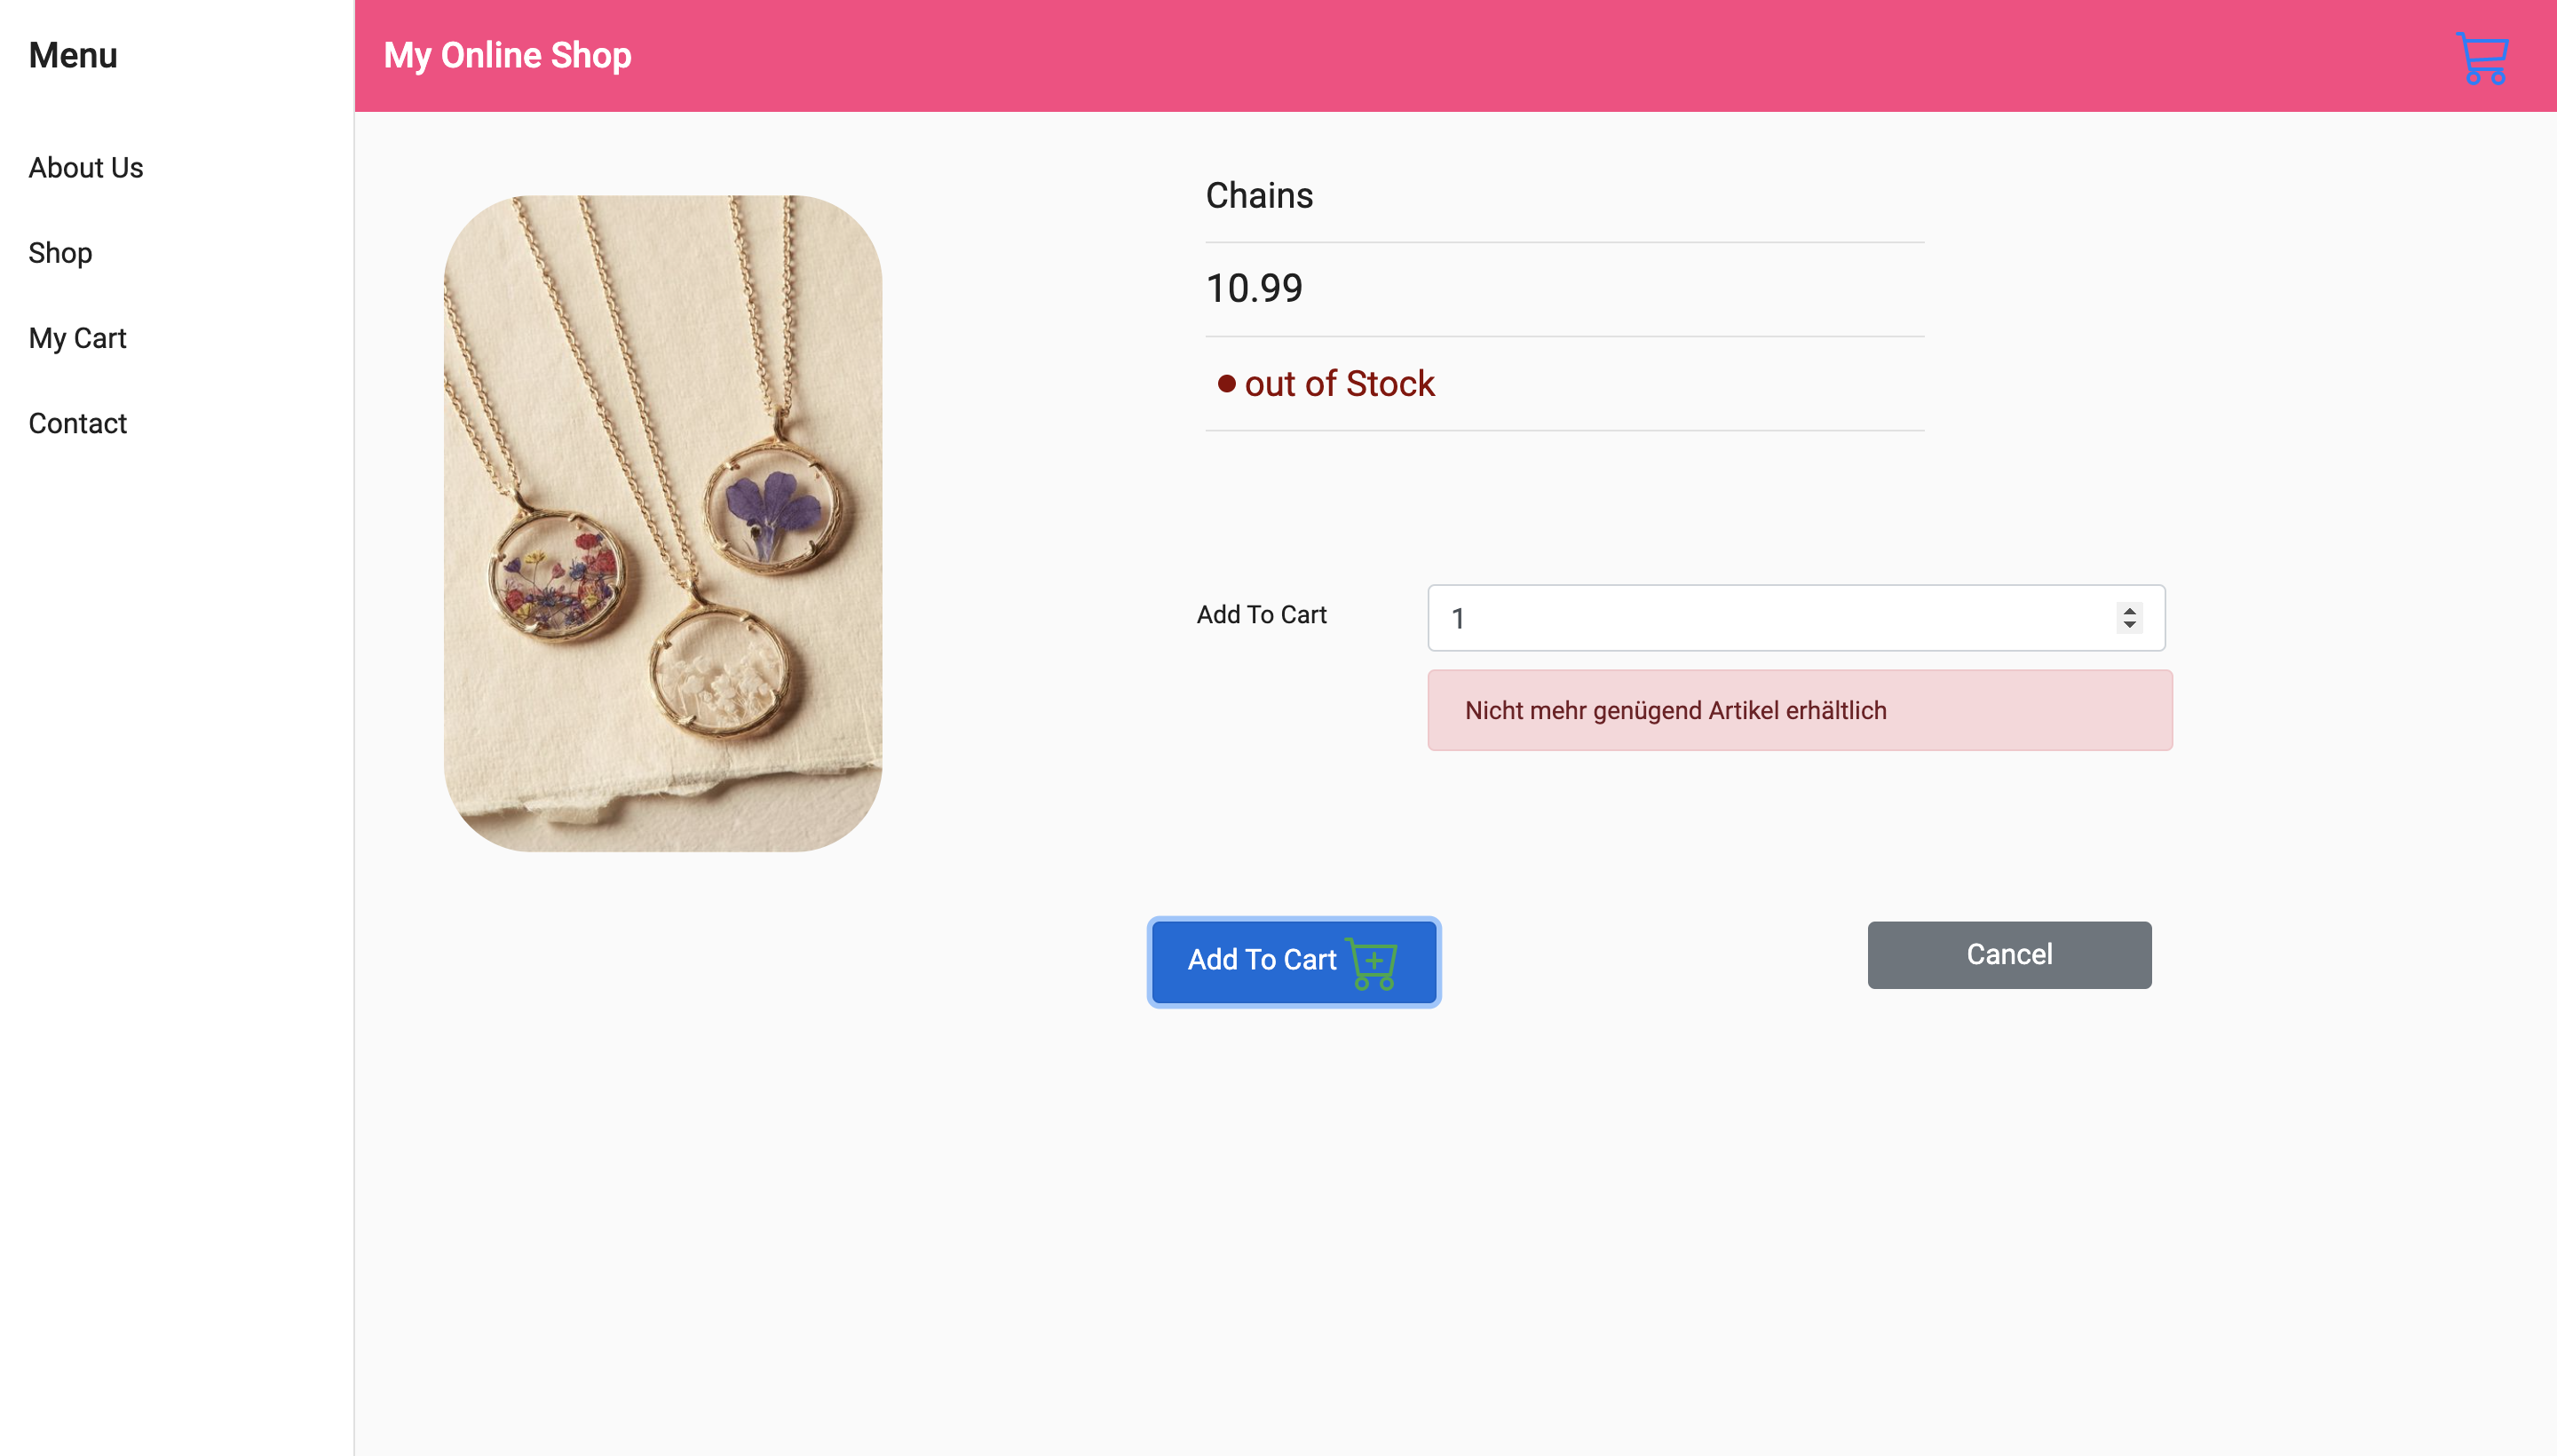 Menu
My Online Shop
About Us
Shop
My Cart
Contact
Chains
10.99
out of Stock
Add To Cart
1
Nicht mehr genügend Artikel erhältlich
Add To Cart
Cancel